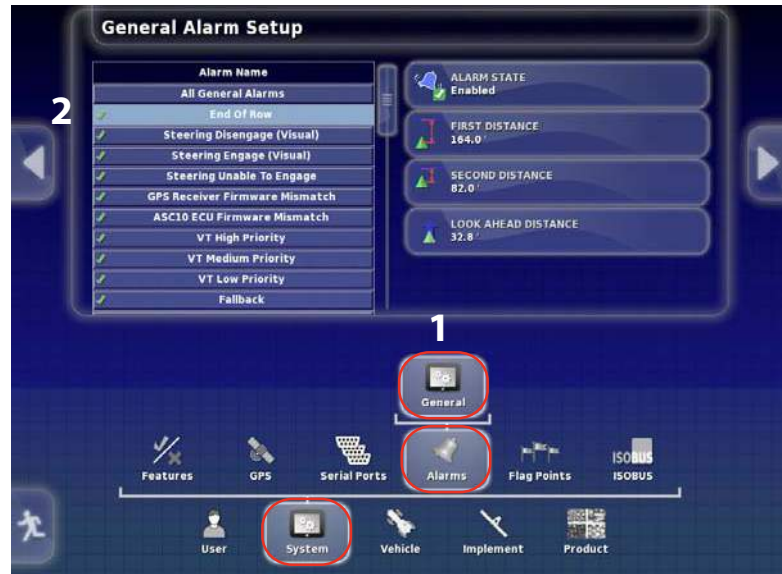 General Alarm Setup
2
Alarm Name
All General Alarms
End Of Row
Steering Disengage (Visual)
Steering Engage (Visual)
Steering Unable To Engage
GPS Receiver Firmware Mismatch
ASC10 ECU Firmware Mismatch
VT High Priority
VT Medium Priority
VT Low Priority
Fallback
ALARM STATE
Enabled
FIRST DISTANCE
164.0 '
SECOND DISTANCE
82.0 '
LOOK AHEAD DISTANCE
32.8 '
1
General
Features
GPS
Serial Ports
Alarms
Flag Points
ISOBUS
ISOBUS
User
System
Vehicle
Implement
Product